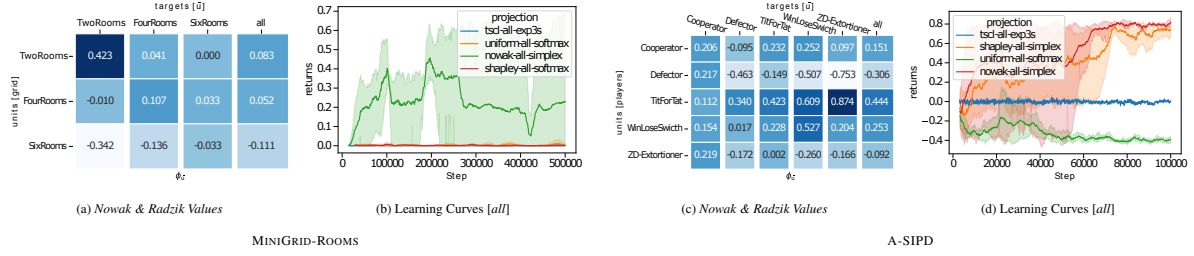 targets [ū]
TwoRooms FourRooms SixRooms all
units [grid]
TwoRooms 0.423 0.041 0.000 0.083
FourRooms -0.010 0.107 0.033 0.052
SixRooms -0.342 -0.136 -0.033 -0.111
(a) Nowak & Radzik Values
returns
0.7
0.6
0.5
0.4
0.3
0.2
0.1
0.0
projection
tscl-all-exp3s
uniform-all-softmax
nowak-all-simplex
shapley-all-softmax
0 100000 200000 300000 400000 500000
Step
(b) Learning Curves [all]
MINIGRID-ROOMS
targets [ū]
Cooperator Defector TitForTat WinLoseSwicth ZD-Extortioner all
units [players]
Cooperator 0.206 -0.095 0.232 0.252 0.097 0.151
Defector 0.217 -0.463 -0.149 -0.507 -0.753 -0.306
TitForTat 0.112 0.340 0.423 0.609 0.874 0.444
WinLoseSwicth 0.154 0.017 0.228 0.527 0.204 0.253
ZD-Extortioner 0.219 -0.172 0.002 -0.260 -0.166 -0.092
(c) Nowak & Radzik Values
returns
0.8
0.6
0.4
0.2
0.0
−0.2
−0.4
projection
tscl-all-exp3s
shapley-all-simplex
uniform-all-softmax
nowak-all-simplex
0 20000 40000 60000 80000 100000
Step
(d) Learning Curves [all]
A-SIPD